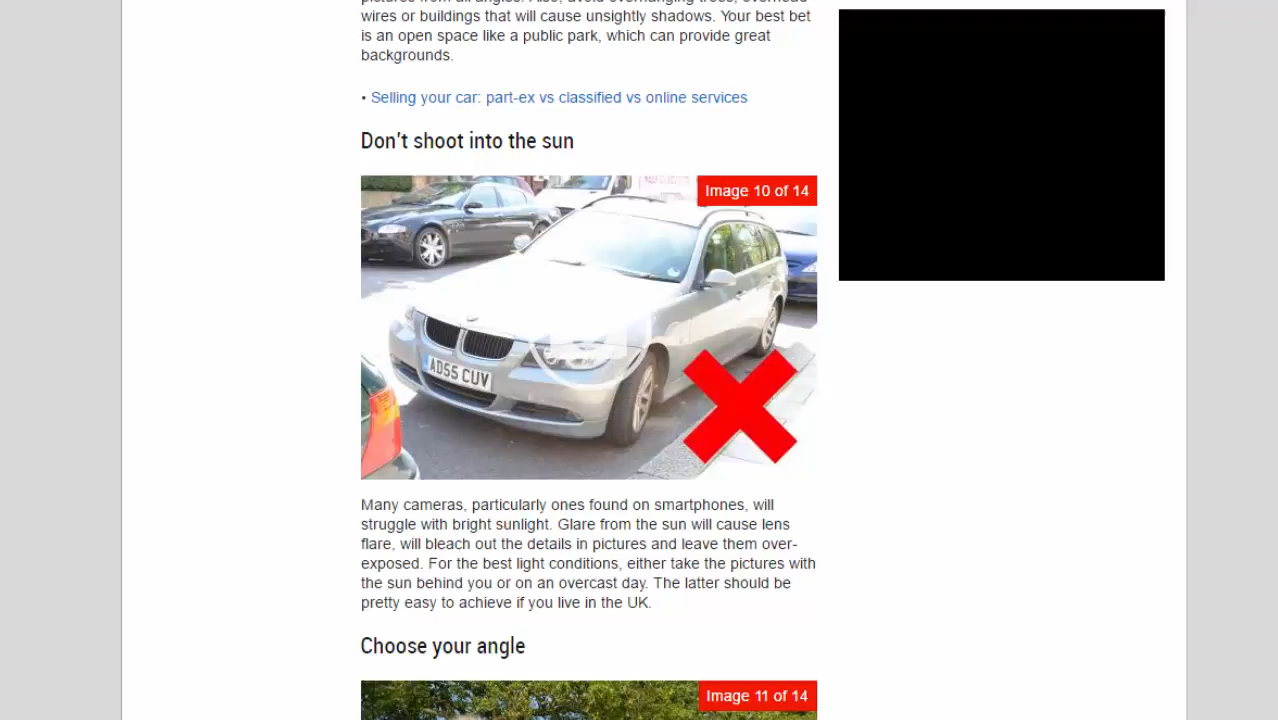 wires or buildings that will cause unsightly shadows. Your best bet
is an open space like a public park, which can provide great
backgrounds.
• Selling your car: part-ex vs classified vs online services
Don't shoot into the sun
Image 10 of 14
AD55 CUV
Many cameras, particularly ones found on smartphones, will
struggle with bright sunlight. Glare from the sun will cause lens
flare, will bleach out the details in pictures and leave them over-
exposed. For the best light conditions, either take the pictures with
the sun behind you or on an overcast day. The latter should be
pretty easy to achieve if you live in the UK.
Choose your angle
Image 11 of 14